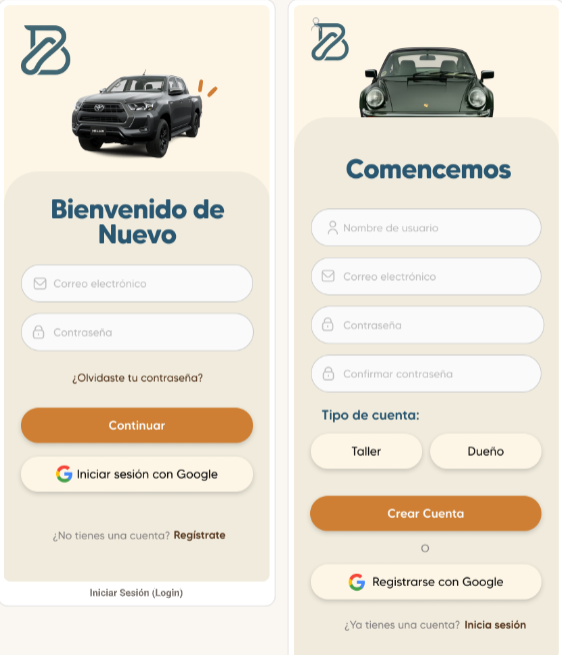 Bienvenido de
Nuevo
Correo electrónico
Contraseña
¿Olvidaste tu contraseña?
Continuar
Iniciar sesión con Google
¿No tienes una cuenta? Regístrate
Iniciar Sesión (Login)
Comencemos
Nombre de usuario
Correo electrónico
Contraseña
Confirmar contraseña
Tipo de cuenta:
Taller
Dueño
Crear Cuenta
O
Registrarse con Google
¿Ya tienes una cuenta? Inicia sesión